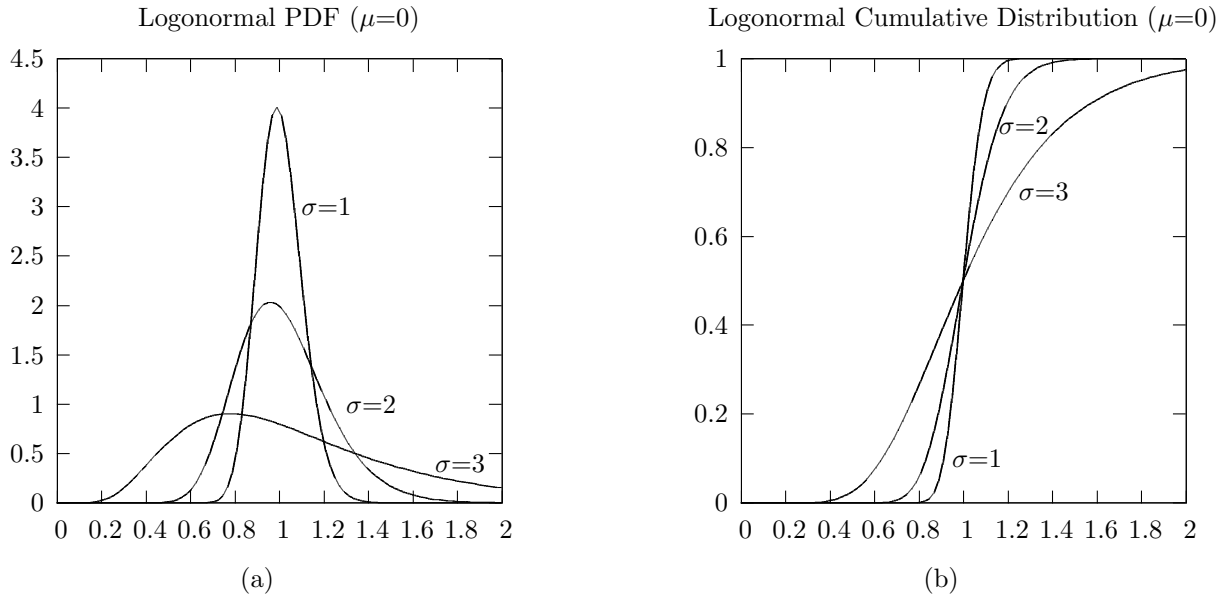 Logonormal PDF (μ=0)
4.5
4
3.5
3
2.5
2
1.5
1
0.5
0
0 0.2 0.4 0.6 0.8 1 1.2 1.4 1.6 1.8 2
σ=1
σ=2
σ=3
(a)
Logonormal Cumulative Distribution (μ=0)
1
0.8
0.6
0.4
0.2
0
0 0.2 0.4 0.6 0.8 1 1.2 1.4 1.6 1.8 2
σ=2
σ=3
σ=1
(b)